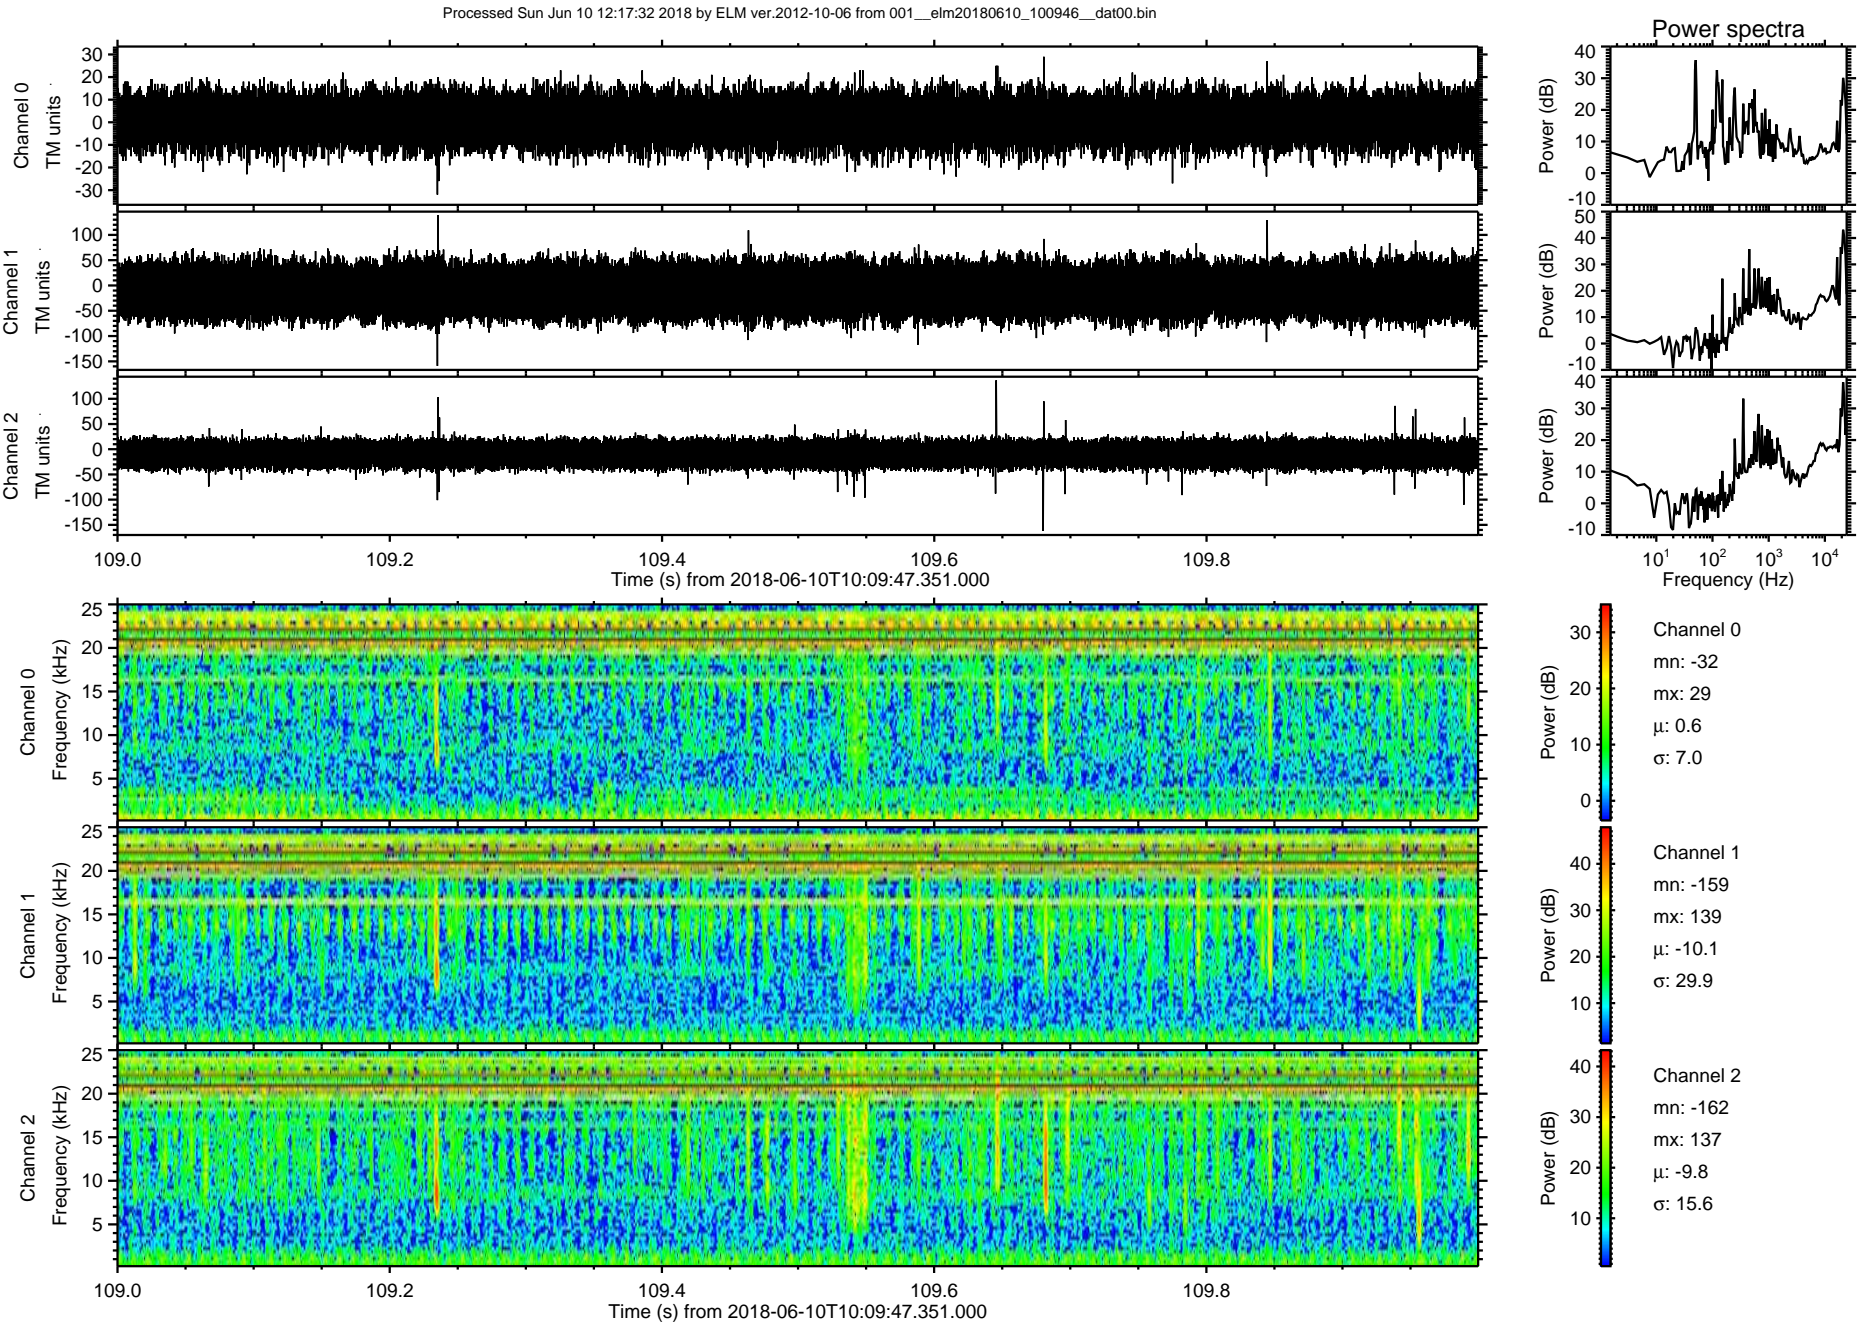 Processed Sun Jun 10 12:17:32 2018 by ELM ver.2012-10-06 from 001__elm20180610_100946__dat00.bin
Power spectra
Channel 0
TM units
30
20
10
0
-10
-20
-30
Power (dB)
40
30
20
10
0
-10
Channel 1
TM units
100
50
0
-50
-100
-150
Power (dB)
50
40
30
20
10
0
-10
Channel 2
TM units
100
50
0
-50
-100
-150
Power (dB)
40
30
20
10
0
-10
109.0 109.2 109.4 109.6 109.8
Time (s) from 2018-06-10T10:09:47.351.000
10^1 10^2 10^3 10^4
Frequency (Hz)
Channel 0
Frequency (kHz)
25
20
15
10
5
Power (dB)
30
20
10
0
Channel 0
mn: -32
mx: 29
μ: 0.6
σ: 7.0
Channel 1
Frequency (kHz)
25
20
15
10
5
Power (dB)
40
30
20
10
Channel 1
mn: -159
mx: 139
μ: -10.1
σ: 29.9
Channel 2
Frequency (kHz)
25
20
15
10
5
Power (dB)
40
30
20
10
Channel 2
mn: -162
mx: 137
μ: -9.8
σ: 15.6
109.0 109.2 109.4 109.6 109.8
Time (s) from 2018-06-10T10:09:47.351.000